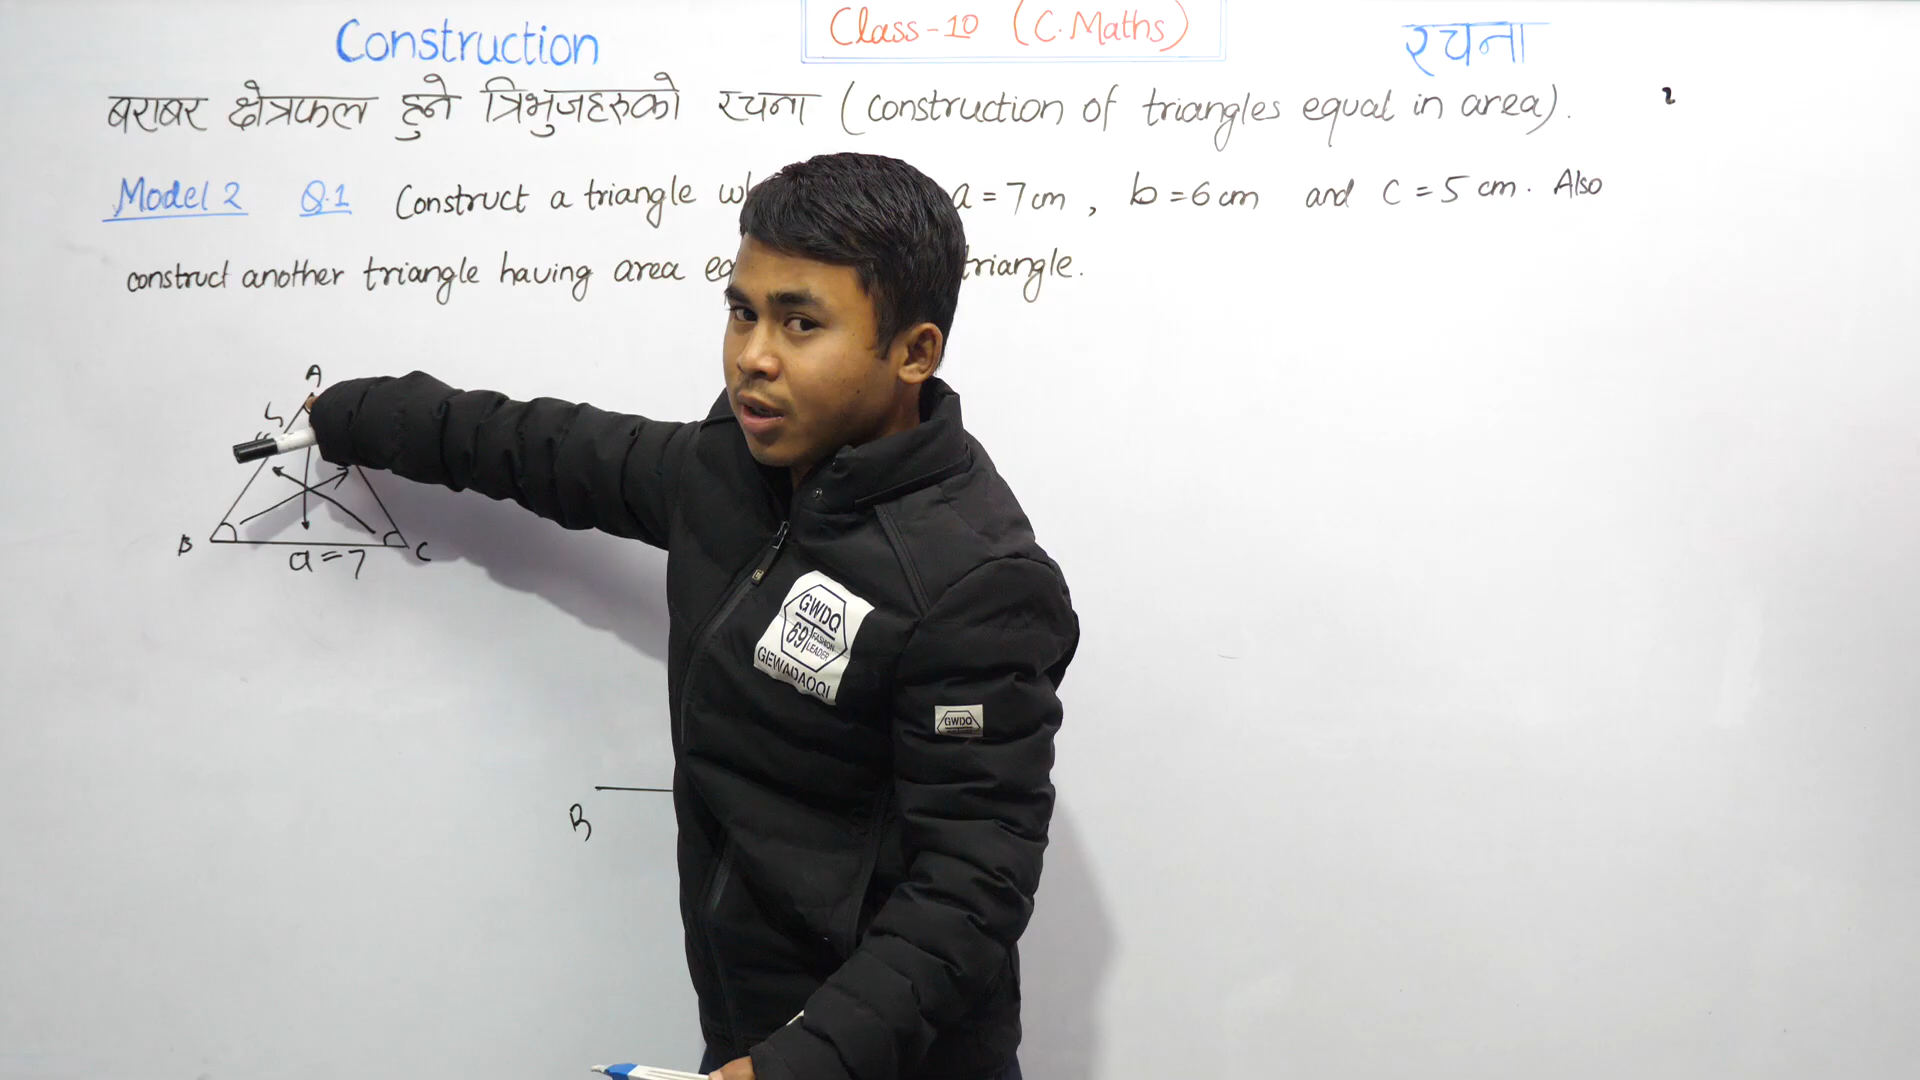 Construction Class-10 (C.Maths) रचना
बराबर क्षेत्रफल हुने त्रिभुजहरुको रचना (construction of triangles equal in area).
Model 2 Q.1 Construct a triangle a = 7 cm, b = 6 cm and c = 5 cm. Also
construct another triangle having area triangle.
A
B
a = 7
C
GWDQ
69
FASHION
LEADER
GEWADAOQI
GWDQ
B